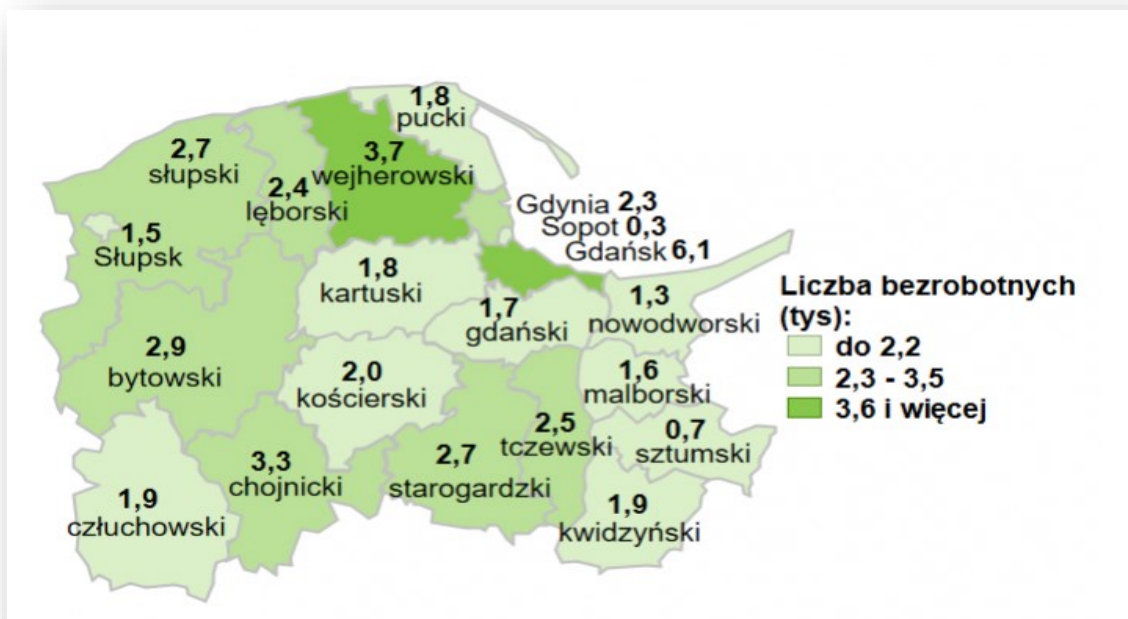 1,8
pucki
2,7
słupski
3,7
wejherowski
2,4
lęborski
Gdynia 2,3
Sopot 0,3
Gdańsk 6,1
1,5
Słupsk
1,8
kartuski
1,7
gdański
1,3
nowodworski
2,9
bytowski
2,0
kościerski
1,6
malborski
2,5
tczewski
0,7
sztumski
3,3
chojnicki
2,7
starogardzki
1,9
człuchowski
1,9
kwidzyński
Liczba bezrobotnych
(tys):
do 2,2
2,3 - 3,5
3,6 i więcej